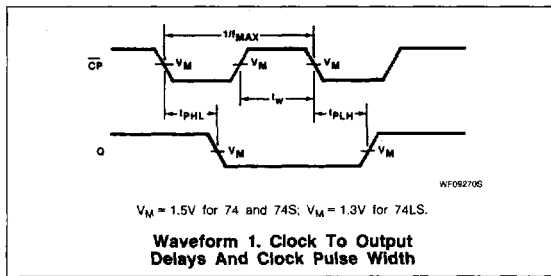 1/fMAX
CP
VM
VM
VM
tPHL
tW
tPLH
Q
VM
VM
WF09270S
VM = 1.5V for 74 and 74S; VM = 1.3V for 74LS.
Waveform 1. Clock To Output
Delays And Clock Pulse Width